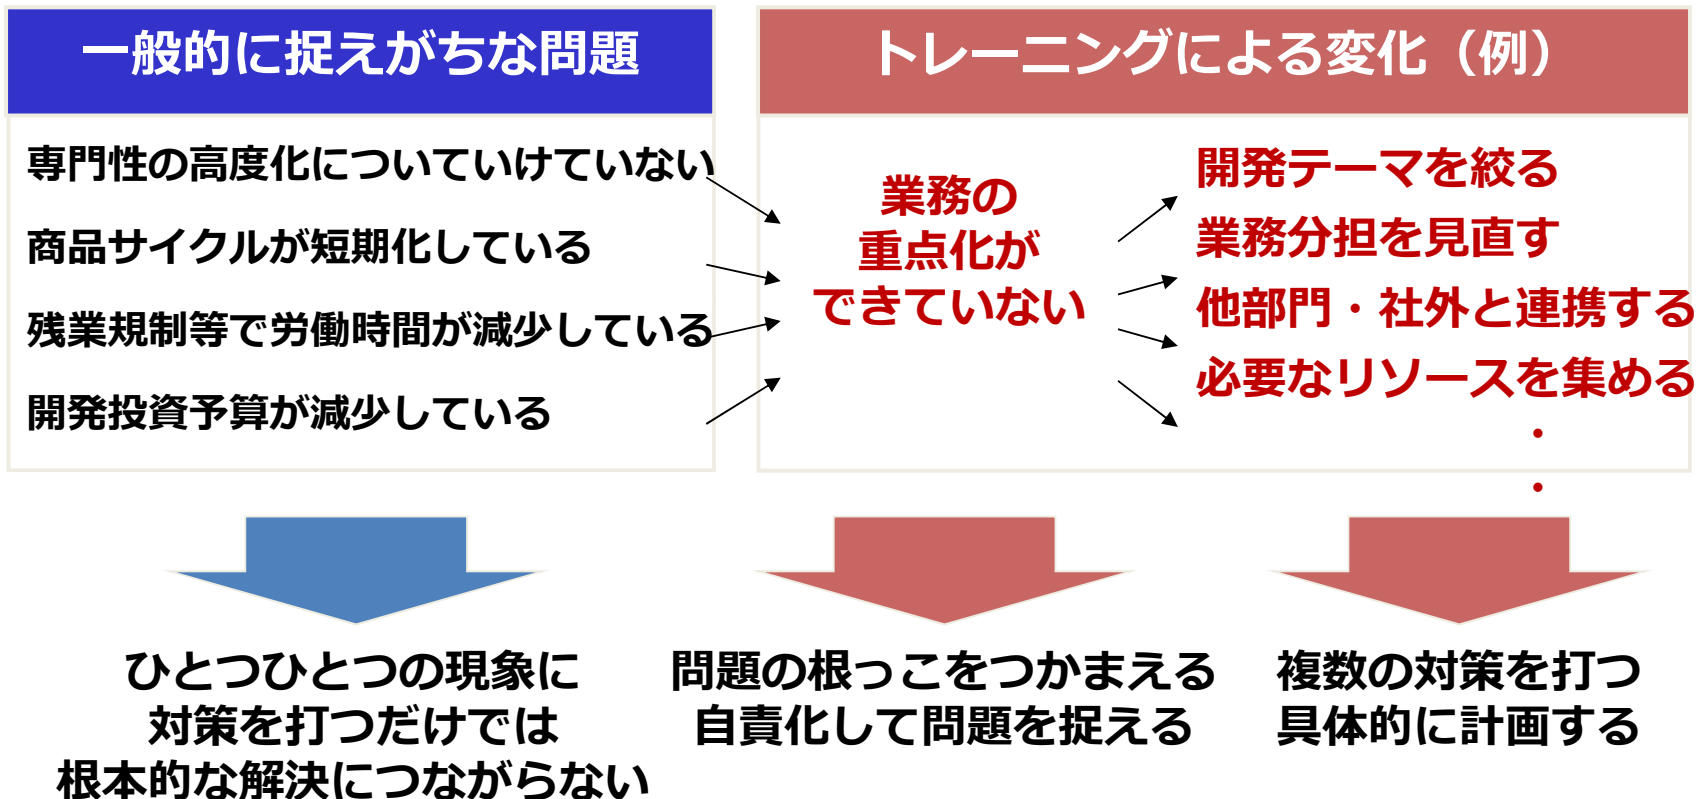 一般的に捉えがちな問題
専門性の高度化についていけていない
商品サイクルが短期化している
残業規制等で労働時間が減少している
開発投資予算が減少している
トレーニングによる変化（例）
業務の
重点化が
できていない
開発テーマを絞る
業務分担を見直す
他部門・社外と連携する
必要なリソースを集める
・
・
ひとつひとつの現象に
対策を打つだけでは
根本的な解決につながらない
問題の根っこをつかまえる
自責化して問題を捉える
複数の対策を打つ
具体的に計画する